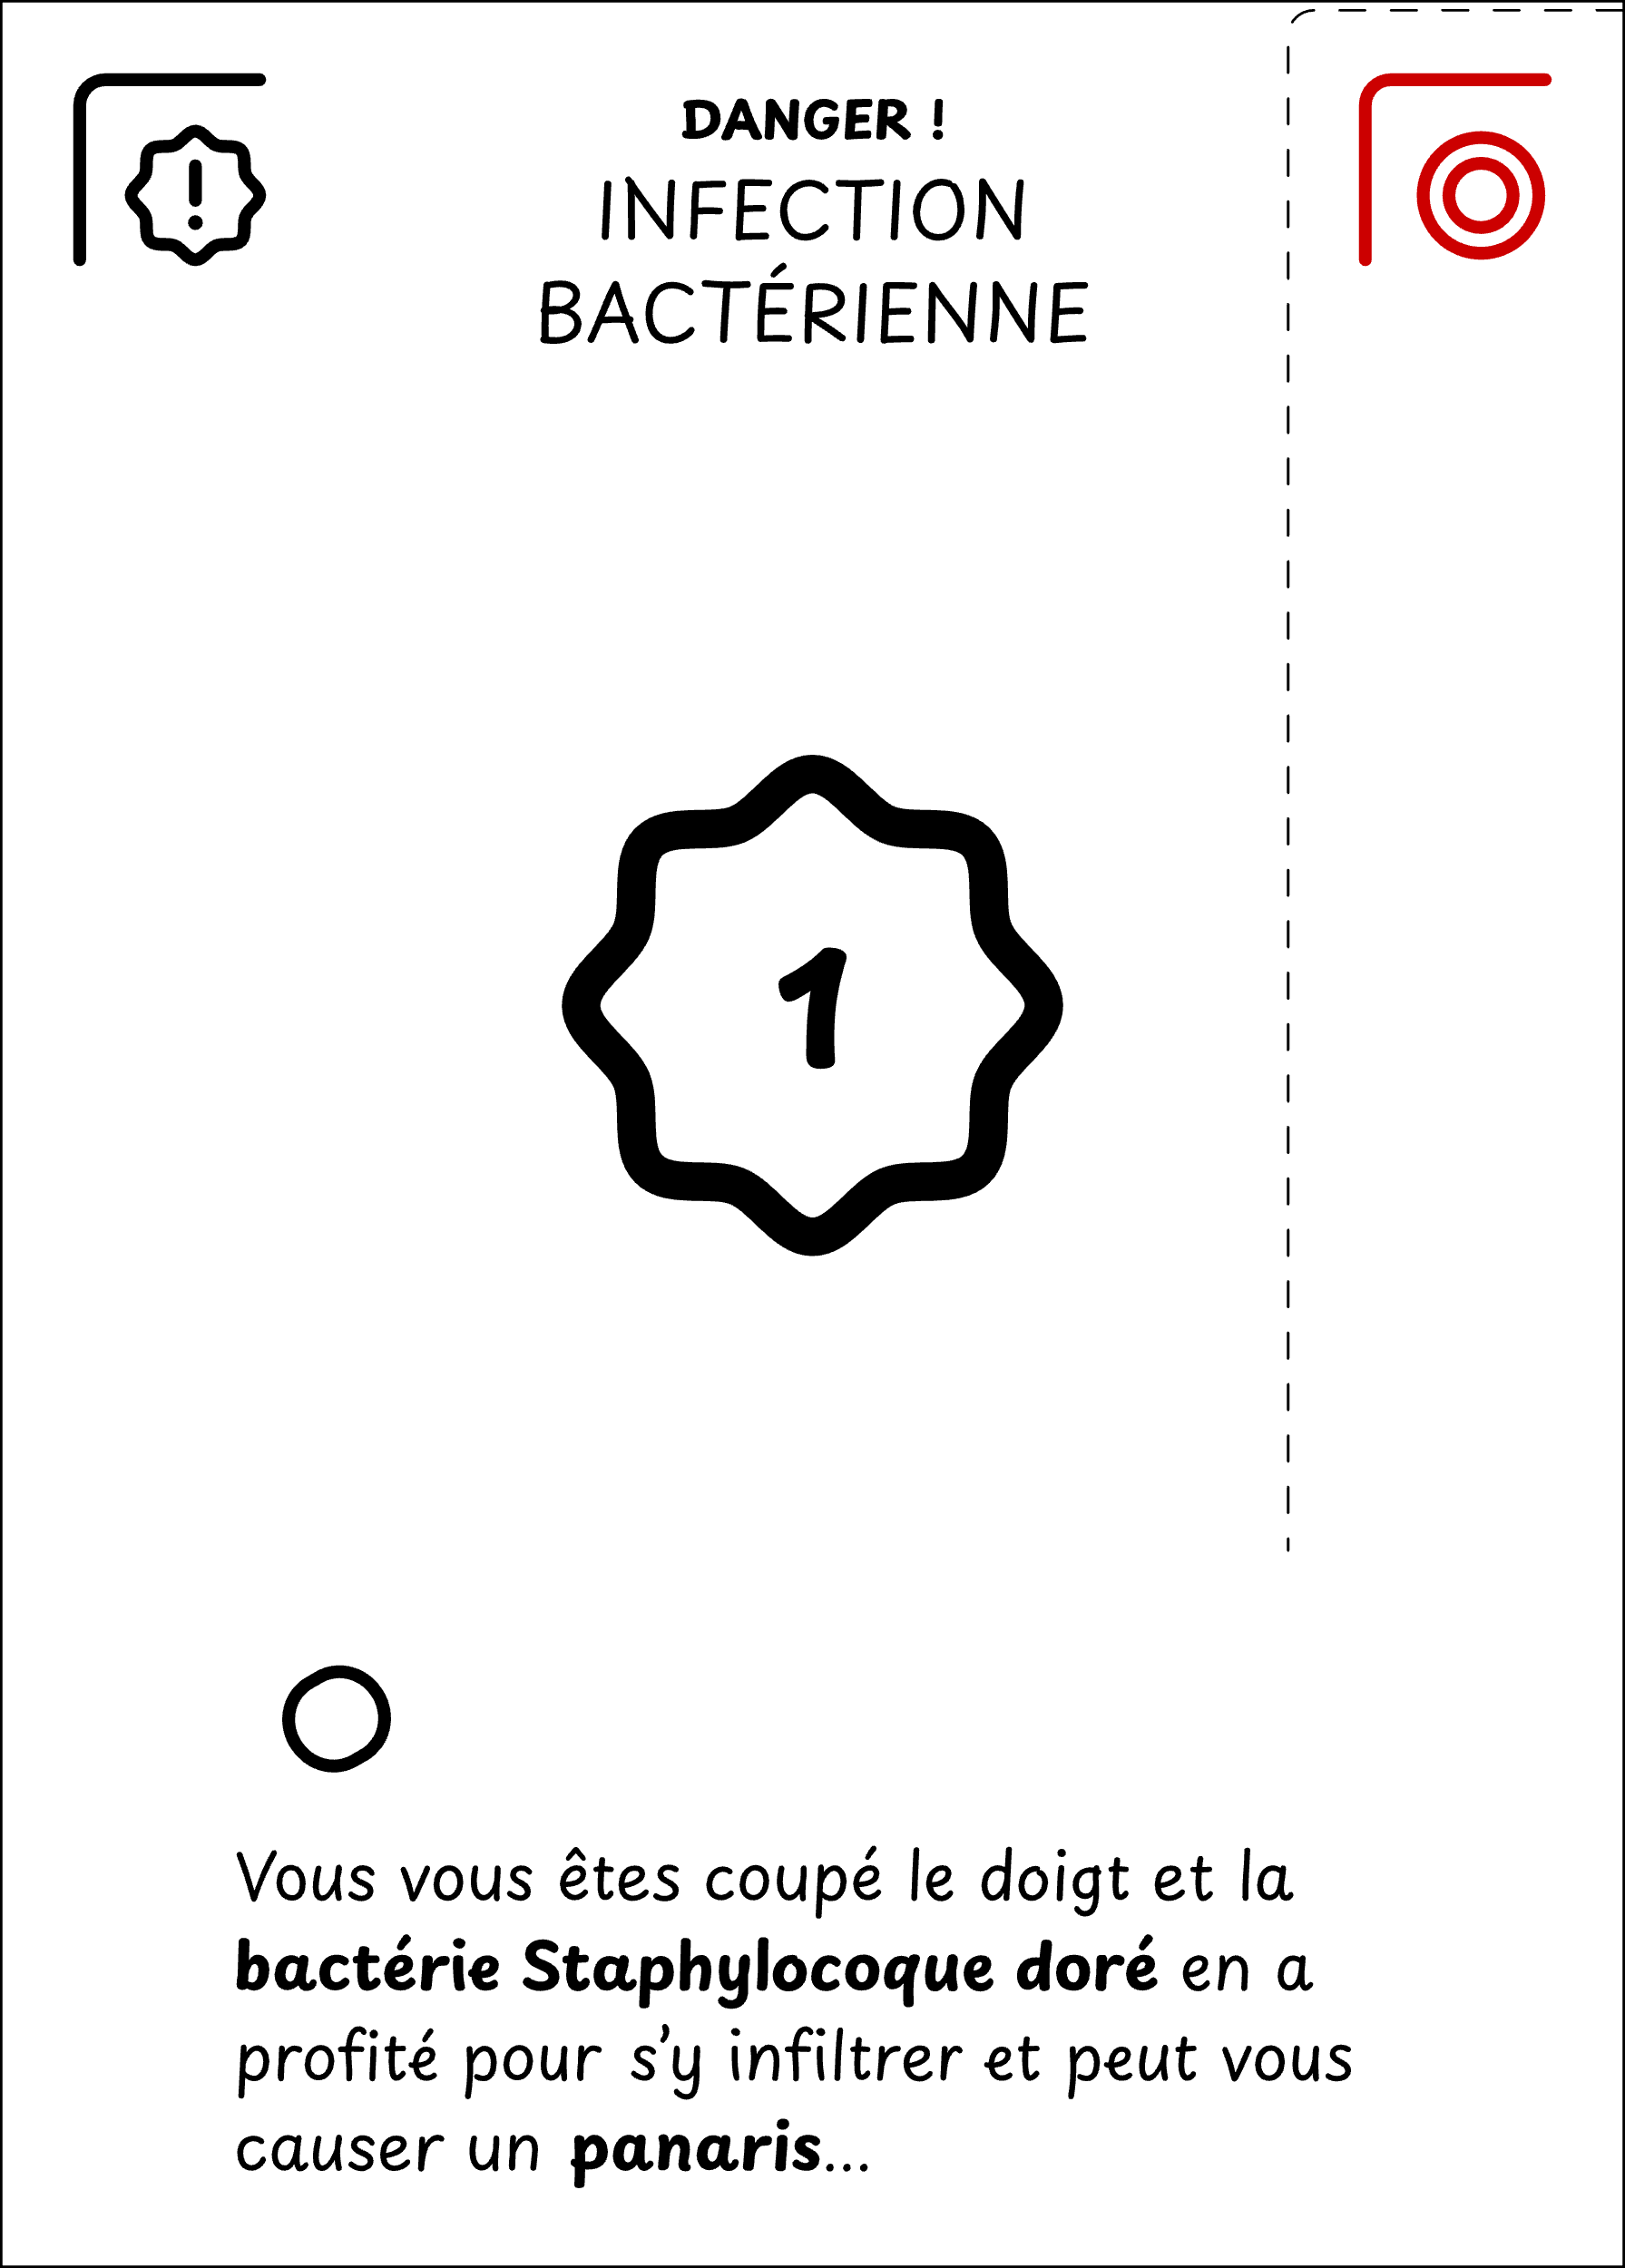 DANGER !
INFECTION
BACTÉRIENNE
!
1
Vous vous êtes coupé le doigt et la
bactérie Staphylocoque doré en a
profité pour s'y infiltrer et peut vous
causer un panaris...